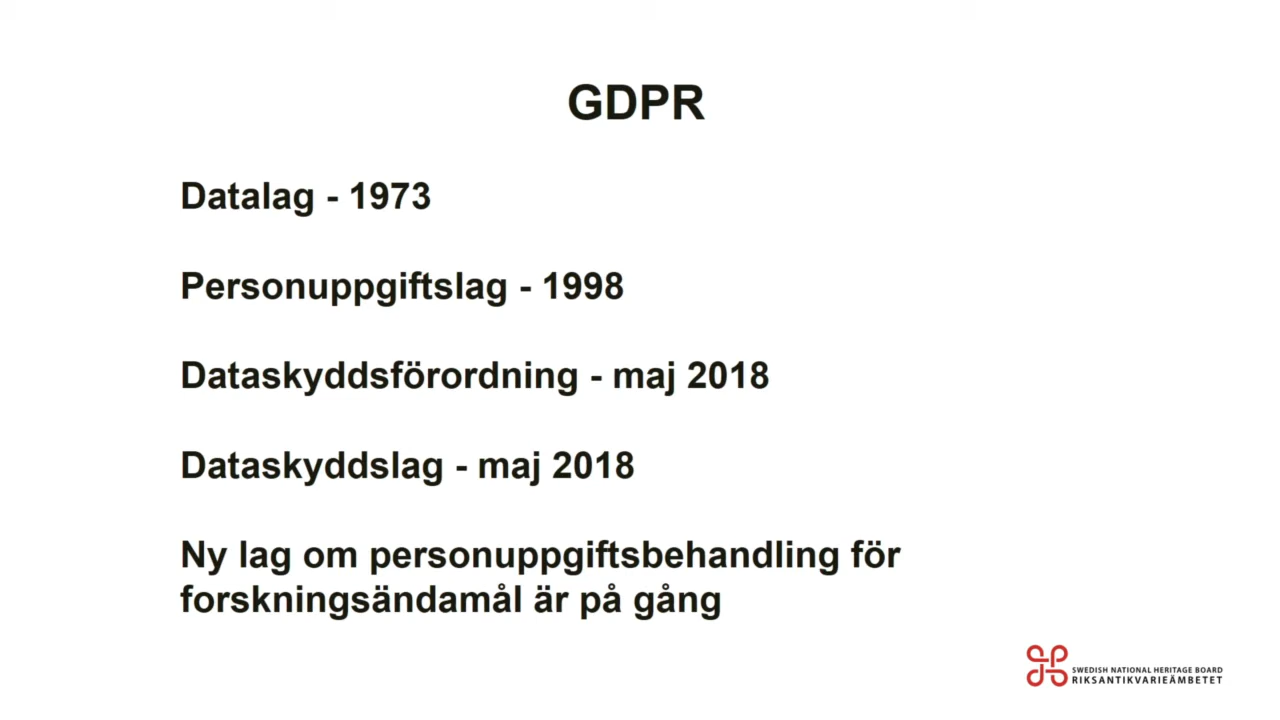 GDPR
Datalag - 1973
Personuppgiftslag - 1998
Dataskyddsförordning - maj 2018
Dataskyddslag - maj 2018
Ny lag om personuppgiftsbehandling för
forskningsändamål är på gång
SWEDISH NATIONAL HERITAGE BOARD
RIKSANTIKVARIEÄMBETET